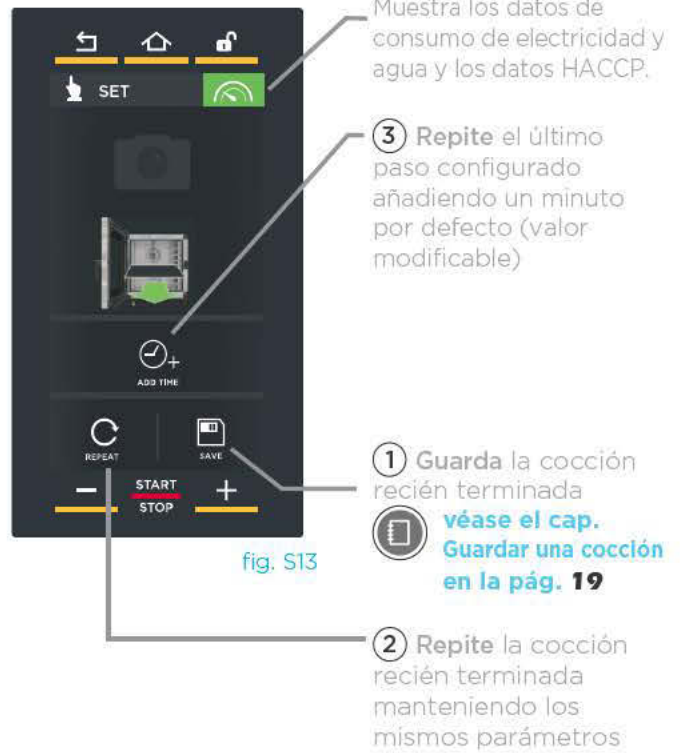 Muestra los datos de
consumo de electricidad y
agua y los datos HACCP.
SET
3 Repite el último
paso configurado
añadiendo un minuto
por defecto (valor
modificable)
ADD TIME
REPEAT
SAVE
START
STOP
1 Guarda la cocción
recién terminada
véase el cap.
Guardar una cocción
en la pág. 19
fig. S13
2 Repite la cocción
recién terminada
manteniendo los
mismos parámetros